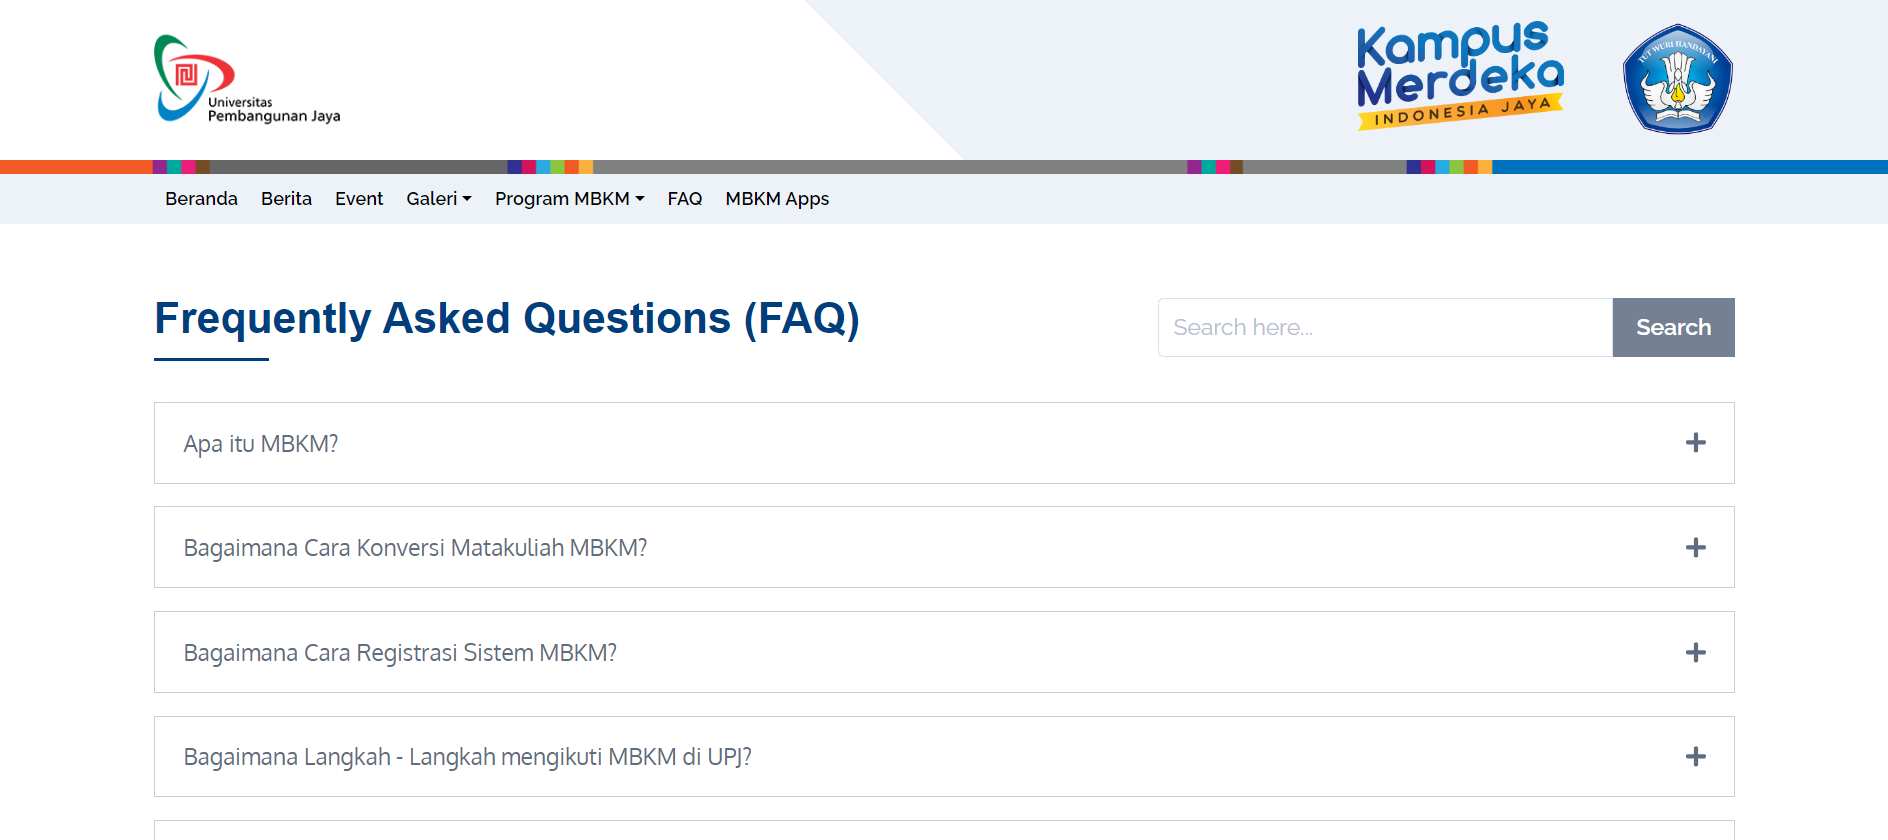 Universitas
Pembangunan Jaya
Kampus
Merdeka
INDONESIA JAYA
TUT WURI HANDAYANI
Beranda Berita Event Galeri Program MBKM FAQ MBKM Apps
Frequently Asked Questions (FAQ)
Search here... Search
Apa itu MBKM?
Bagaimana Cara Konversi Matakuliah MBKM?
Bagaimana Cara Registrasi Sistem MBKM?
Bagaimana Langkah - Langkah mengikuti MBKM di UPJ?